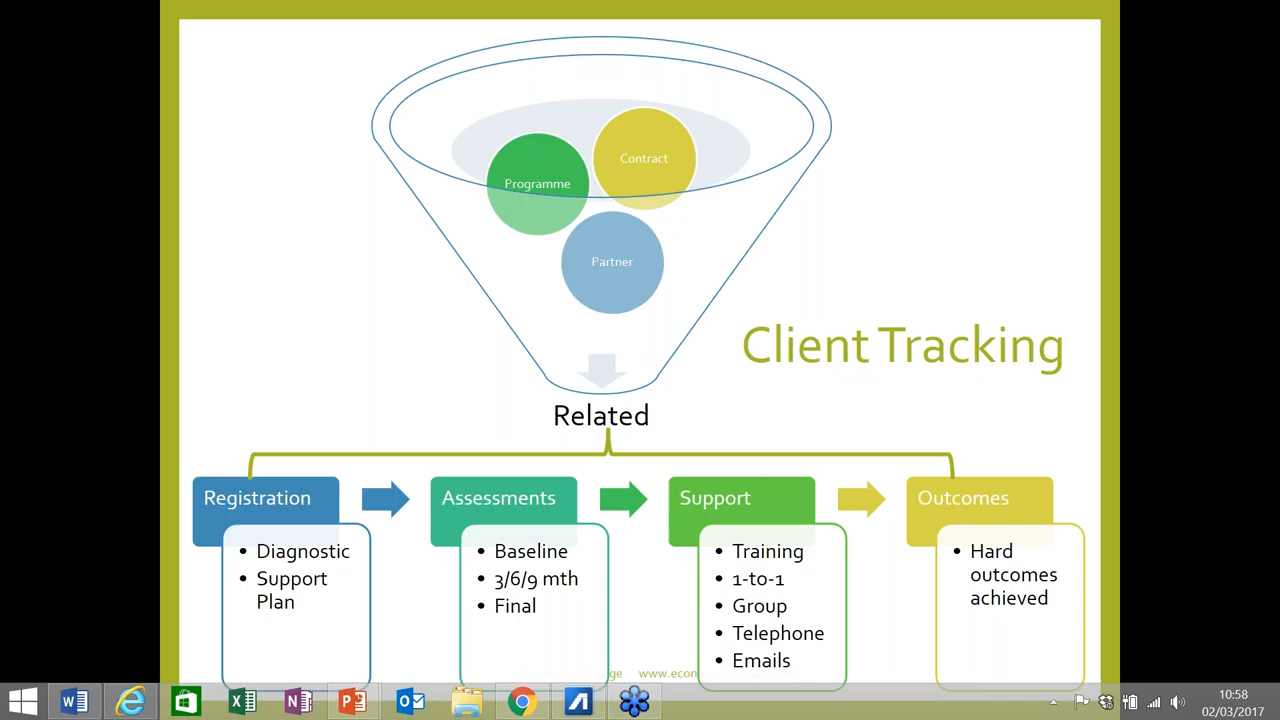 Contract
Programme
Partner
Client Tracking
Related
Registration
• Diagnostic
• Support
Plan
Assessments
• Baseline
• 3/6/9 mth
• Final
Support
• Training
• 1-to-1
• Group
• Telephone
• Emails
Outcomes
• Hard
outcomes
achieved
10:58
02/03/2017